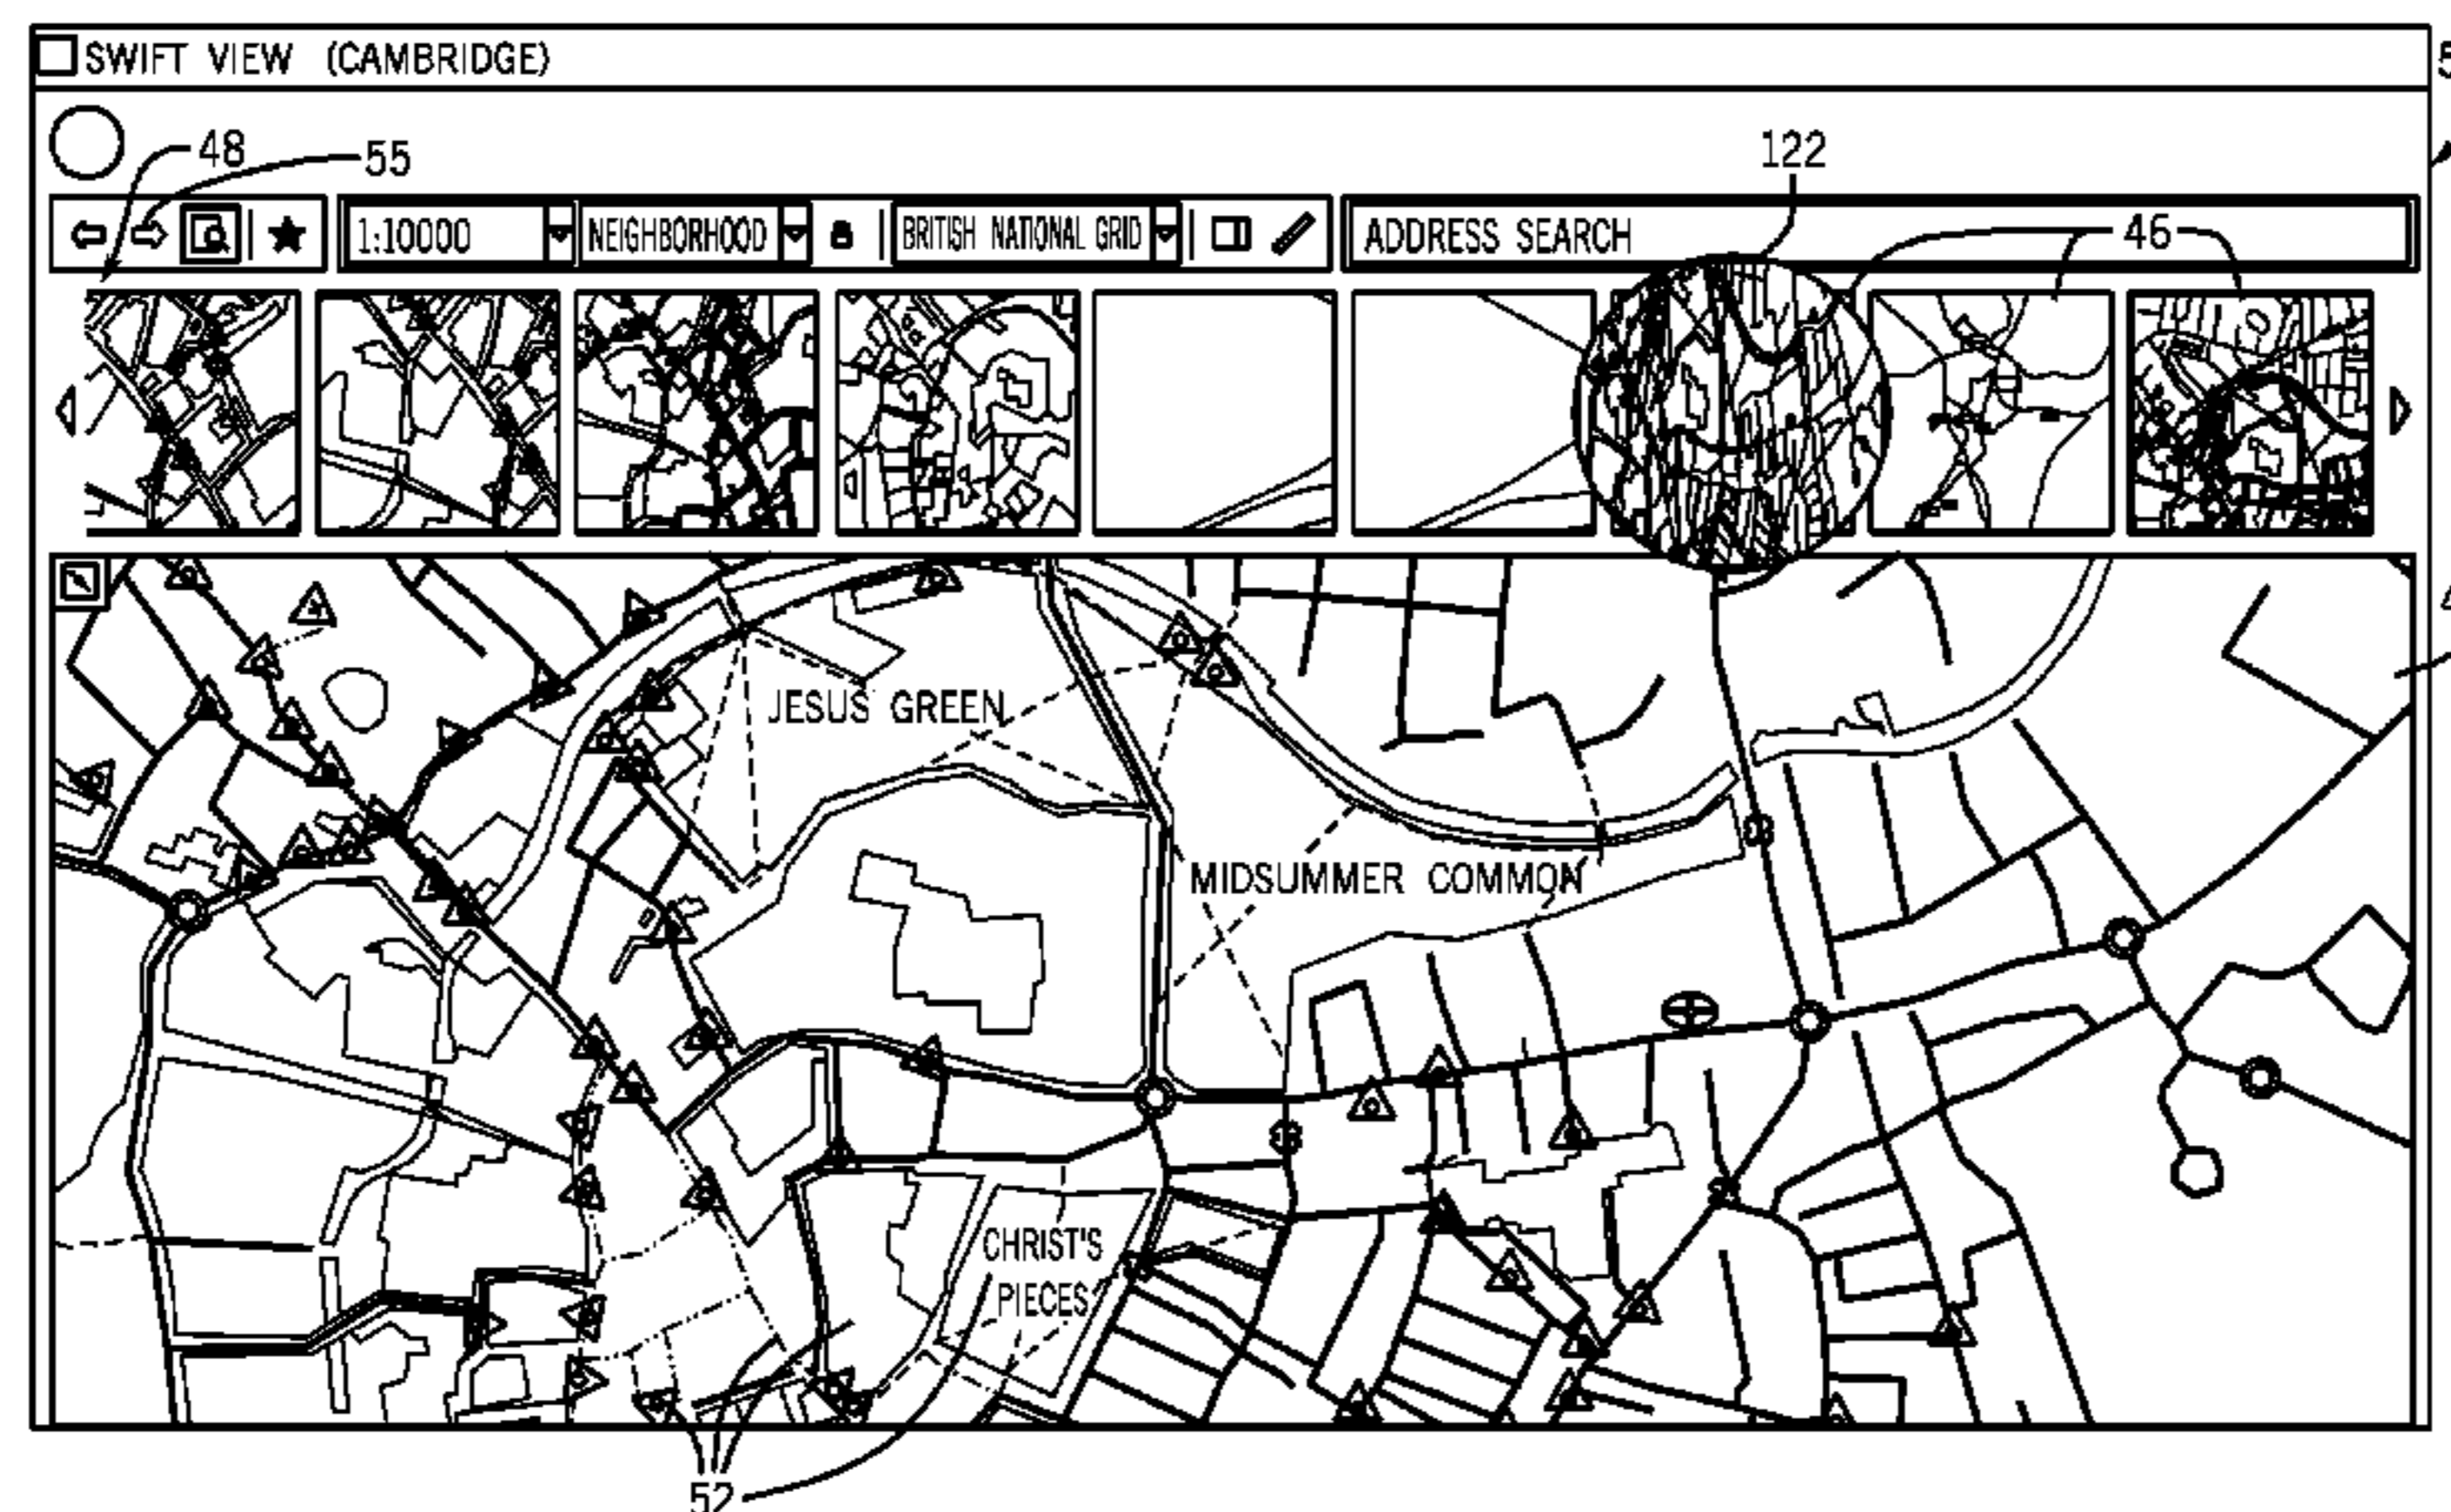 SWIFT VIEW (CAMBRIDGE)
48
55
122
1:10000
NEIGHBORHOOD
BRITISH NATIONAL GRID
ADDRESS SEARCH
46
JESUS GREEN
MIDSUMMER COMMON
CHRIST'S
PIECES
52